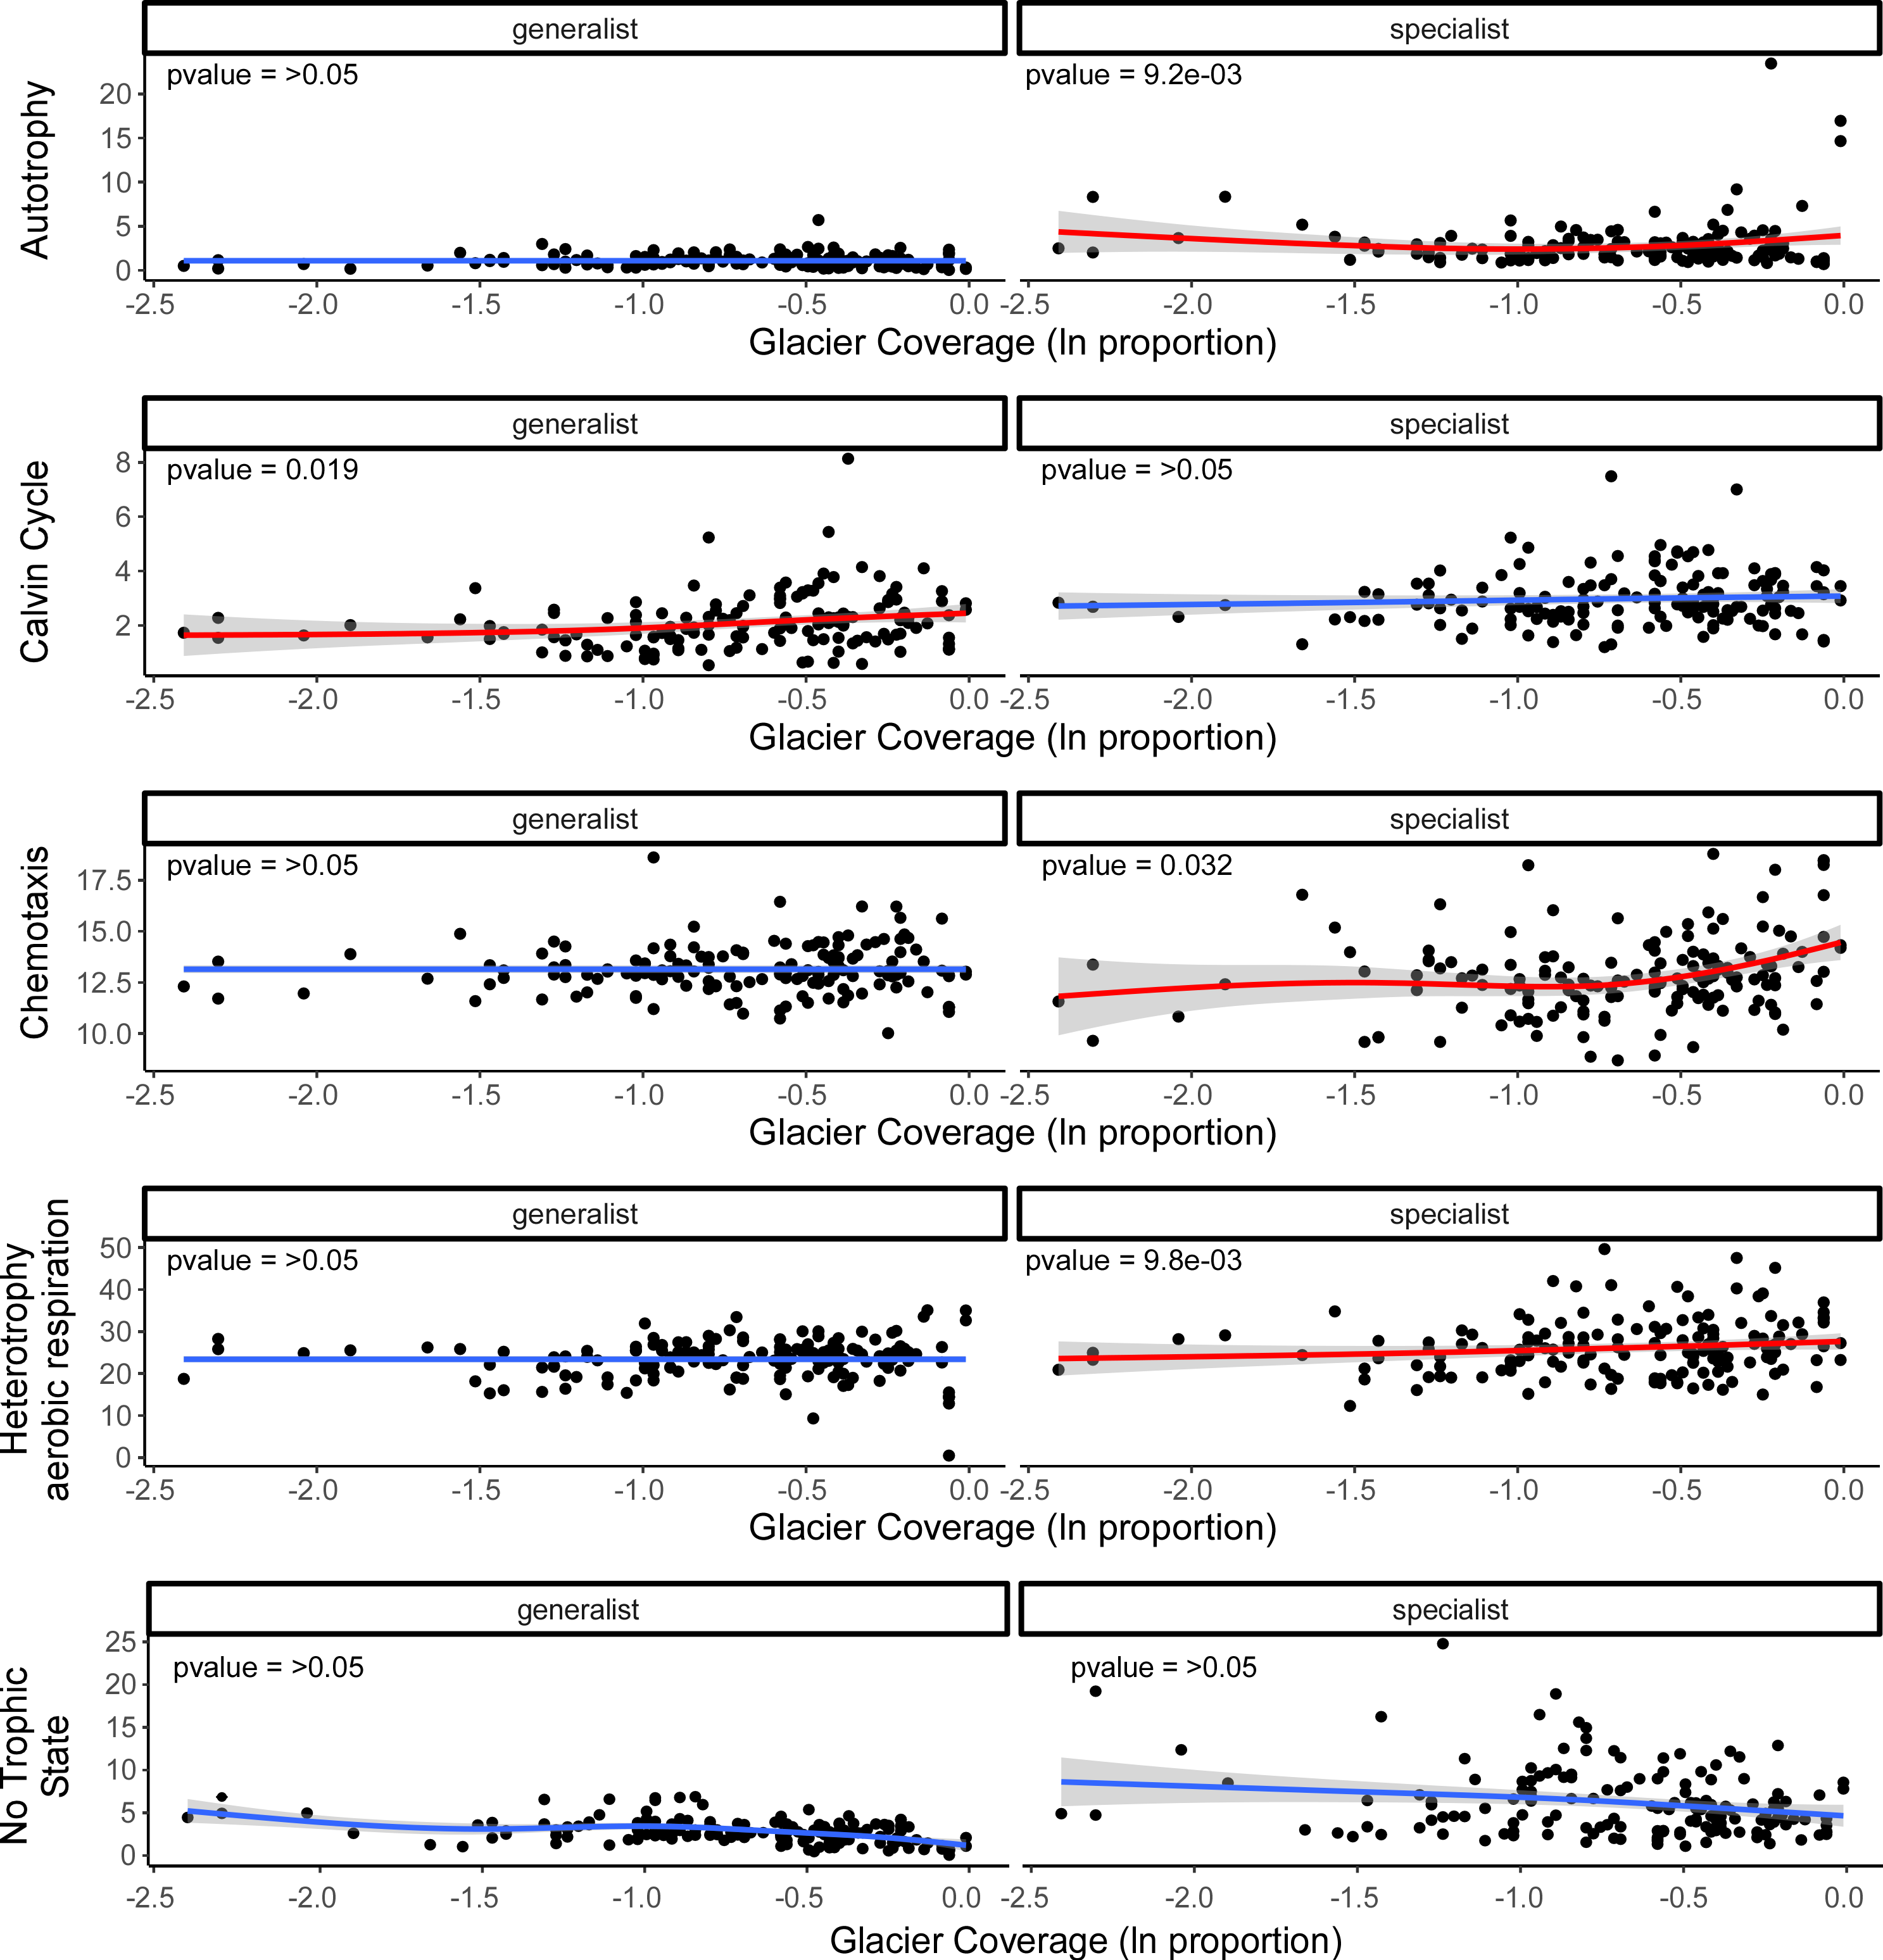 generalist specialist
Autrophy
pvalue = >0.05 pvalue = 9.2e-03
20
15
10
5
0
-2.5 -2.0 -1.5 -1.0 -0.5 0.0 -2.5 -2.0 -1.5 -1.0 -0.5 0.0
Glacier Coverage (ln proportion)
generalist specialist
Calvin Cycle
pvalue = 0.019 pvalue = >0.05
8
6
4
2
-2.5 -2.0 -1.5 -1.0 -0.5 0.0 -2.5 -2.0 -1.5 -1.0 -0.5 0.0
Glacier Coverage (ln proportion)
generalist specialist
Chemotaxis
pvalue = >0.05 pvalue = 0.032
17.5
15.0
12.5
10.0
-2.5 -2.0 -1.5 -1.0 -0.5 0.0 -2.5 -2.0 -1.5 -1.0 -0.5 0.0
Glacier Coverage (ln proportion)
generalist specialist
Heterotrophy
aerobic respiration
pvalue = >0.05 pvalue = 9.8e-03
50
40
30
20
10
0
-2.5 -2.0 -1.5 -1.0 -0.5 0.0 -2.5 -2.0 -1.5 -1.0 -0.5 0.0
Glacier Coverage (ln proportion)
generalist specialist
No Trophic
State
pvalue = >0.05 pvalue = >0.05
25
20
15
10
5
0
-2.5 -2.0 -1.5 -1.0 -0.5 0.0 -2.5 -2.0 -1.5 -1.0 -0.5 0.0
Glacier Coverage (ln proportion)